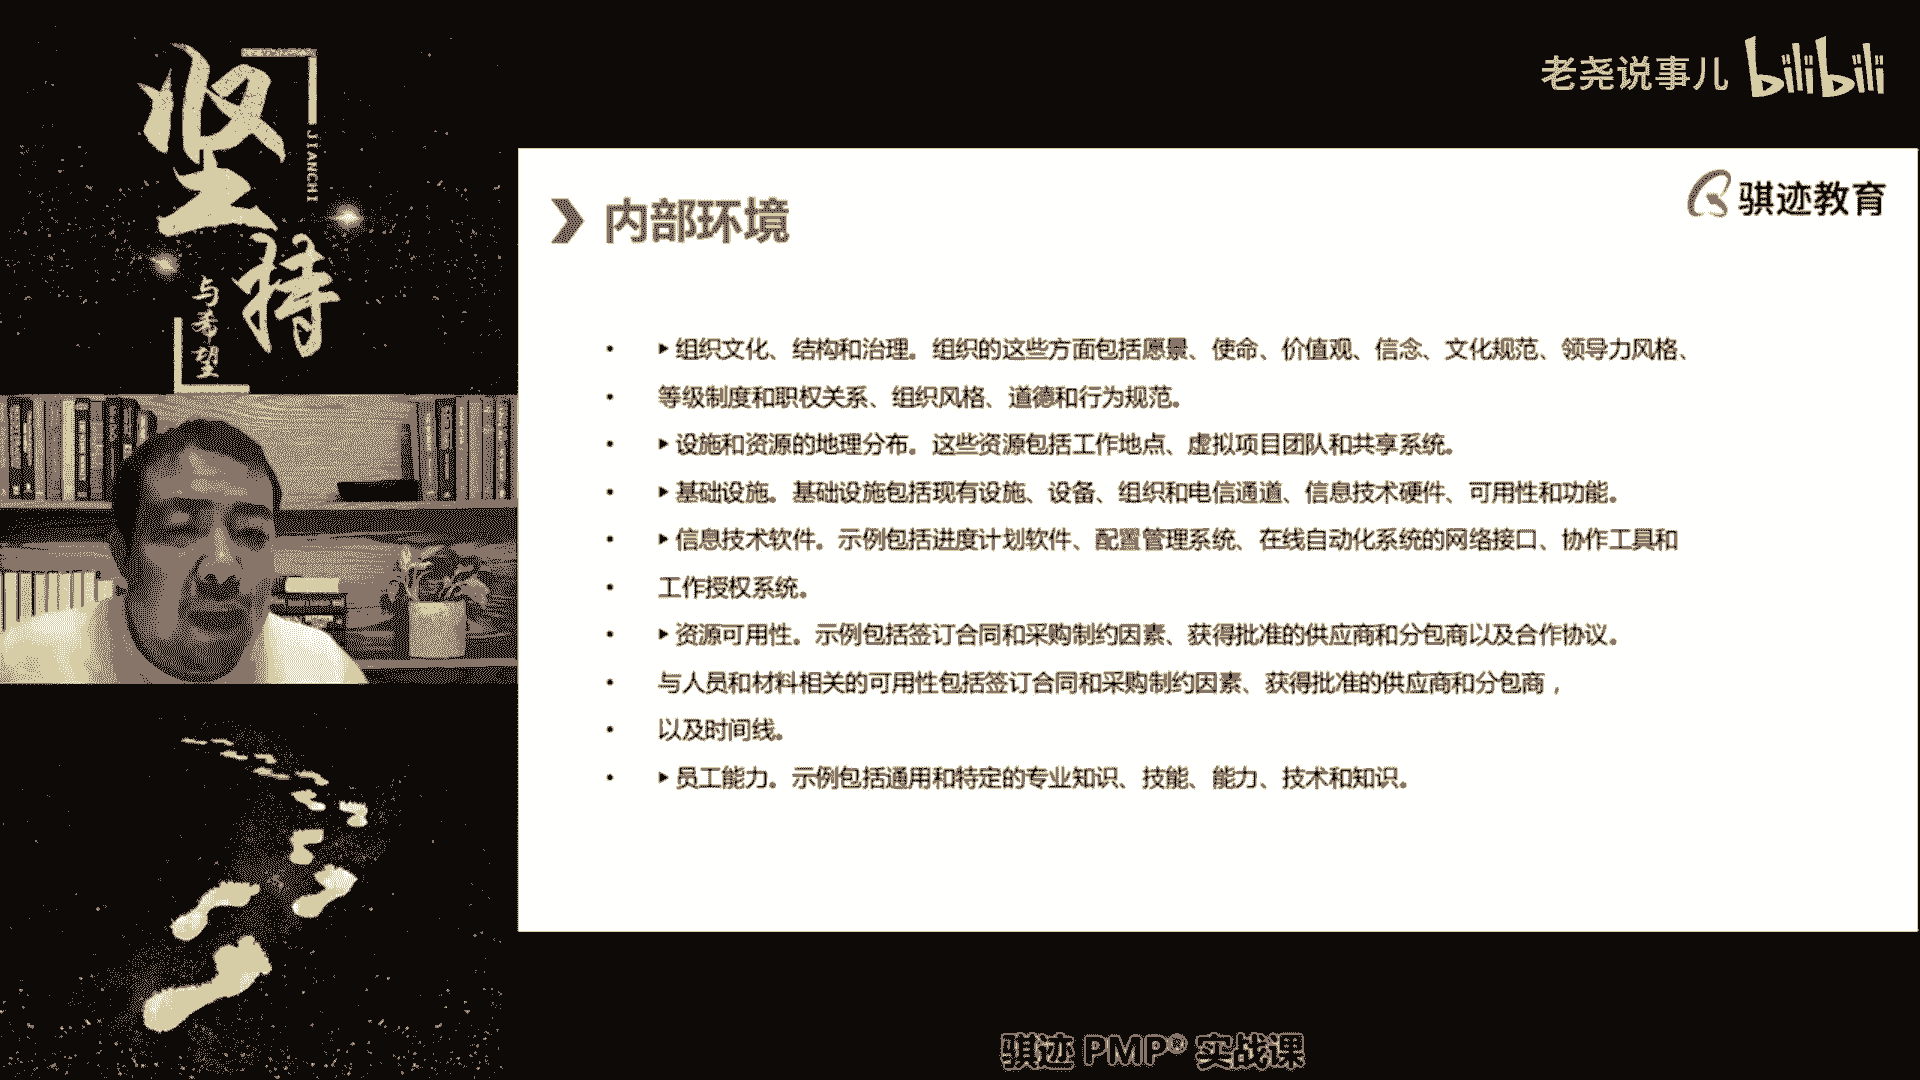 坚持
JIANCHI
与希望
老尧说事儿 bilibili
骐迹教育
内部环境
• ▸组织文化、结构和治理。组织的这些方面包括愿景、使命、价值观、信念、文化规范、领导力风格、
• 等级制度和职权关系、组织风格、道德和行为规范。
• ▸设施和资源的地理分布。这些资源包括工作地点、虚拟项目团队和共享系统。
• ▸基础设施。基础设施包括现有设施、设备、组织和电信通道、信息技术硬件、可用性和功能。
• ▸信息技术软件。示例包括进度计划软件、配置管理系统、在线自动化系统的网络接口、协作工具和
• 工作授权系统。
• ▸资源可用性。示例包括签订合同和采购制约因素、获得批准的供应商和分包商以及合作协议。
• 与人员和材料相关的可用性包括签订合同和采购制约因素、获得批准的供应商和分包商，
• 以及时间线。
• ▸员工能力。示例包括通用和特定的专业知识、技能、能力、技术和知识。
骐迹 PMP® 实战课